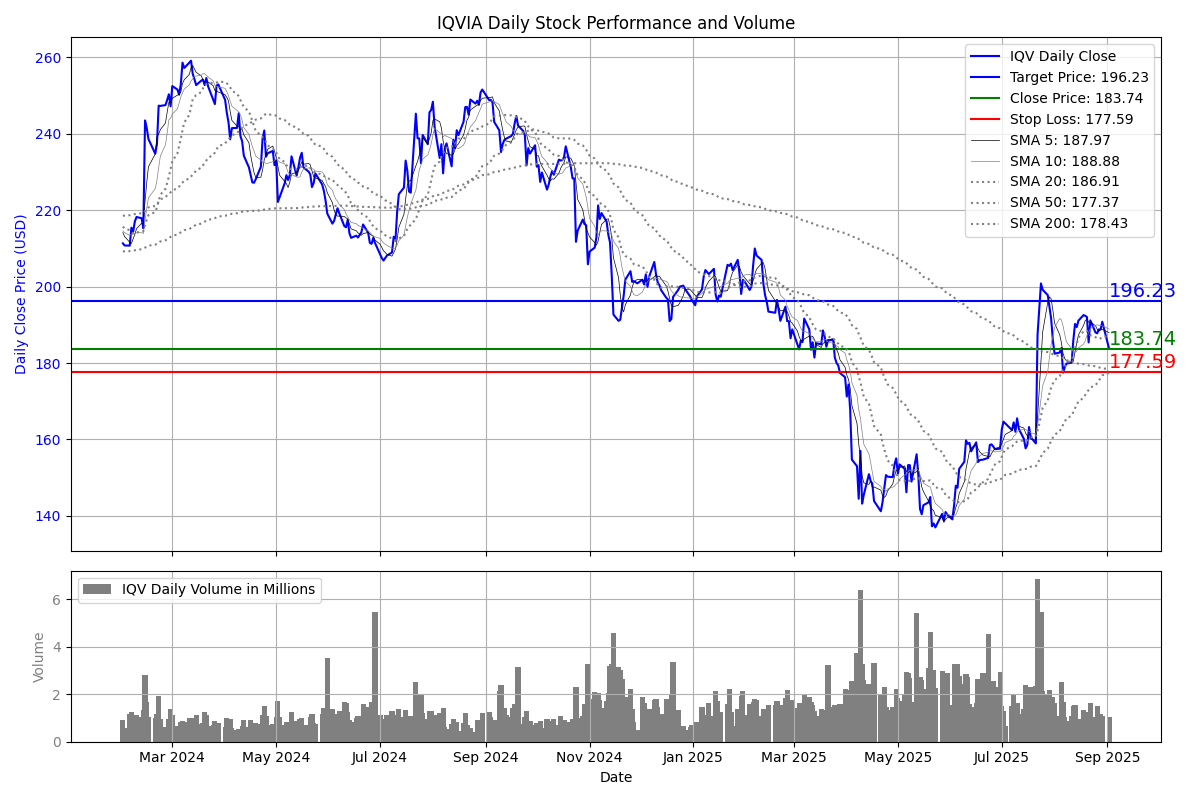 IQVIA Daily Stock Performance and Volume
Daily Close Price (USD)
260
240
220
200
180
160
140
IQV Daily Close
Target Price: 196.23
Close Price: 183.74
Stop Loss: 177.59
SMA 5: 187.97
SMA 10: 188.88
SMA 20: 186.91
SMA 50: 177.37
SMA 200: 178.43
196.23
183.74
177.59
IQV Daily Volume in Millions
Volume
6
4
2
0
Mar 2024
May 2024
Jul 2024
Sep 2024
Nov 2024
Jan 2025
Mar 2025
May 2025
Jul 2025
Sep 2025
Date